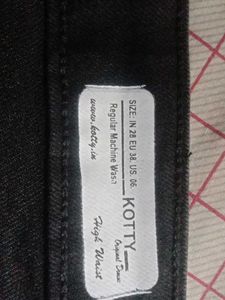 SIZE: IN 28 EU 38. US. 06.
KOTTY
Original Denim
Regular Machine Wash
www.kotty.in
High Waist